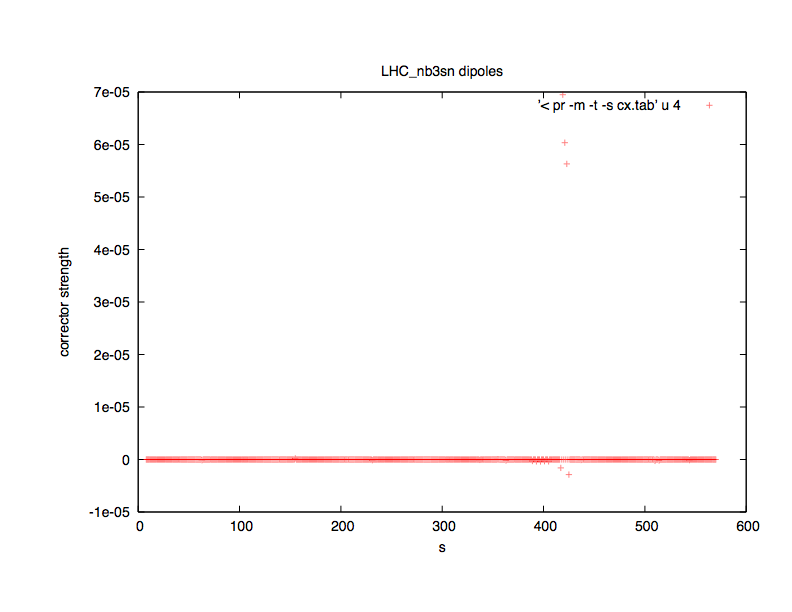 LHC_nb3sn dipoles
'< pr -m -t -s cx.tab' u 4
7e-05
6e-05
5e-05
4e-05
3e-05
2e-05
1e-05
0
-1e-05
corrector strength
0 100 200 300 400 500 600
s